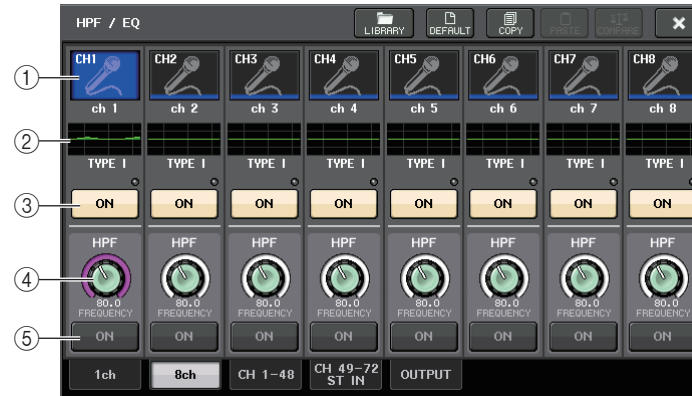 HPF / EQ
LIBRARY DEFAULT COPY PASTE COMPARE ×
CH1 CH2 CH3 CH4 CH5 CH6 CH7 CH8
① ch 1 ch 2 ch 3 ch 4 ch 5 ch 6 ch 7 ch 8
② TYPE I TYPE I TYPE I TYPE I TYPE I TYPE I TYPE I TYPE I
③ ON ON ON ON ON ON ON ON
HPF HPF HPF HPF HPF HPF HPF HPF
④ 80.0 80.0 80.0 80.0 80.0 80.0 80.0 80.0
FREQUENCY FREQUENCY FREQUENCY FREQUENCY FREQUENCY FREQUENCY FREQUENCY FREQUENCY
⑤ ON ON ON ON ON ON ON ON
1ch 8ch CH 1-48 CH 49-72 OUTPUT
ST IN